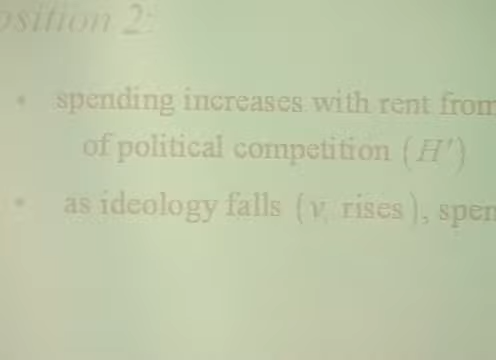 osition 2:
• spending increases with rent from
of political competition (H′)
• as ideology falls (v, rises), spen